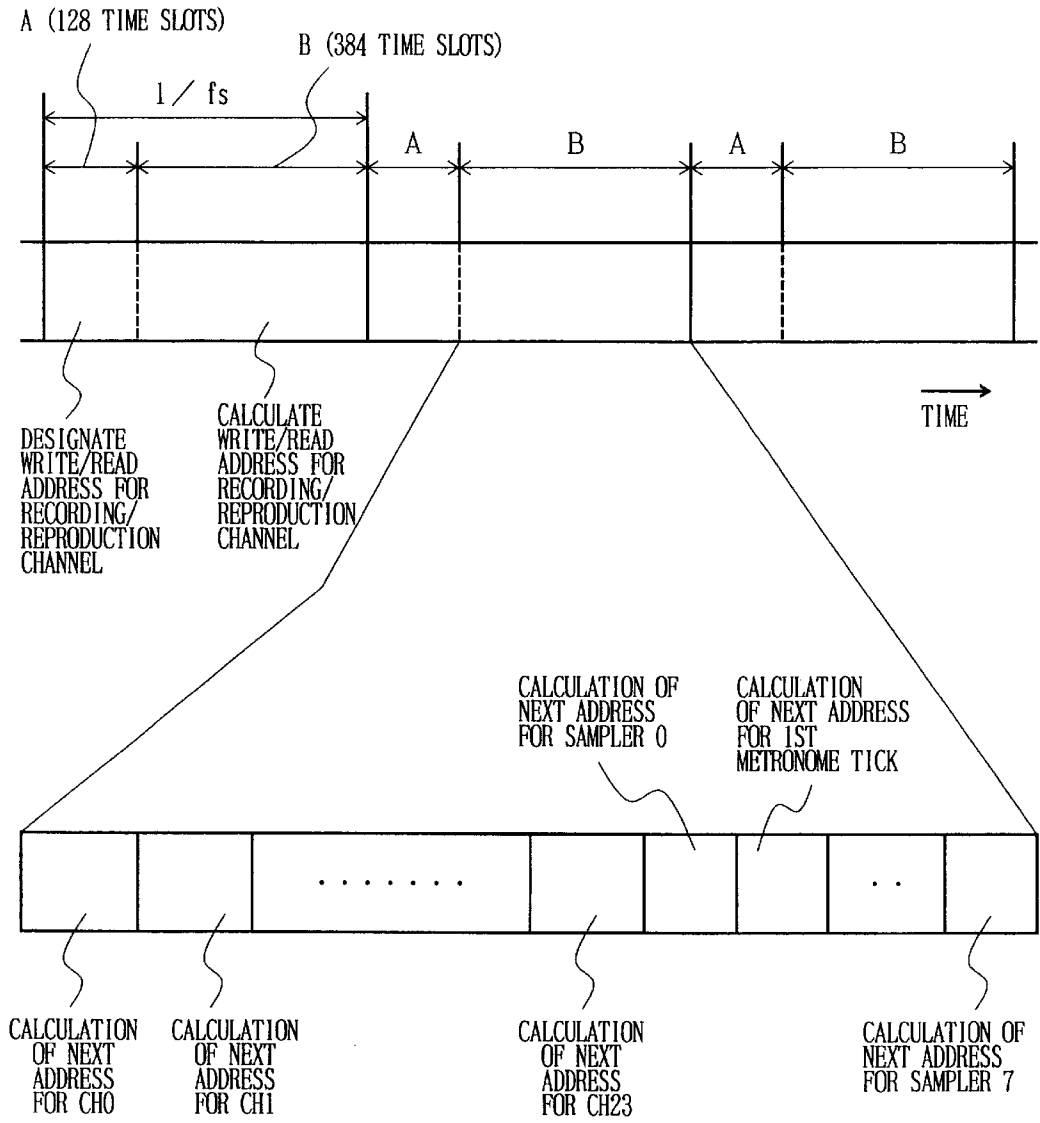 A (128 TIME SLOTS)
B (384 TIME SLOTS)
1 / fs
A
B
A
B
TIME
DESIGNATE
WRITE/READ
ADDRESS FOR
RECORDING/
REPRODUCTION
CHANNEL
CALCULATE
WRITE/READ
ADDRESS FOR
RECORDING/
REPRODUCTION
CHANNEL
CALCULATION OF
NEXT ADDRESS
FOR SAMPLER 0
CALCULATION
OF NEXT ADDRESS
FOR 1ST
METRONOME TICK
. . . . . . .
. .
CALCULATION
OF NEXT
ADDRESS
FOR CH0
CALCULATION
OF NEXT
ADDRESS
FOR CH1
CALCULATION
OF NEXT
ADDRESS
FOR CH23
CALCULATION OF
NEXT ADDRESS
FOR SAMPLER 7